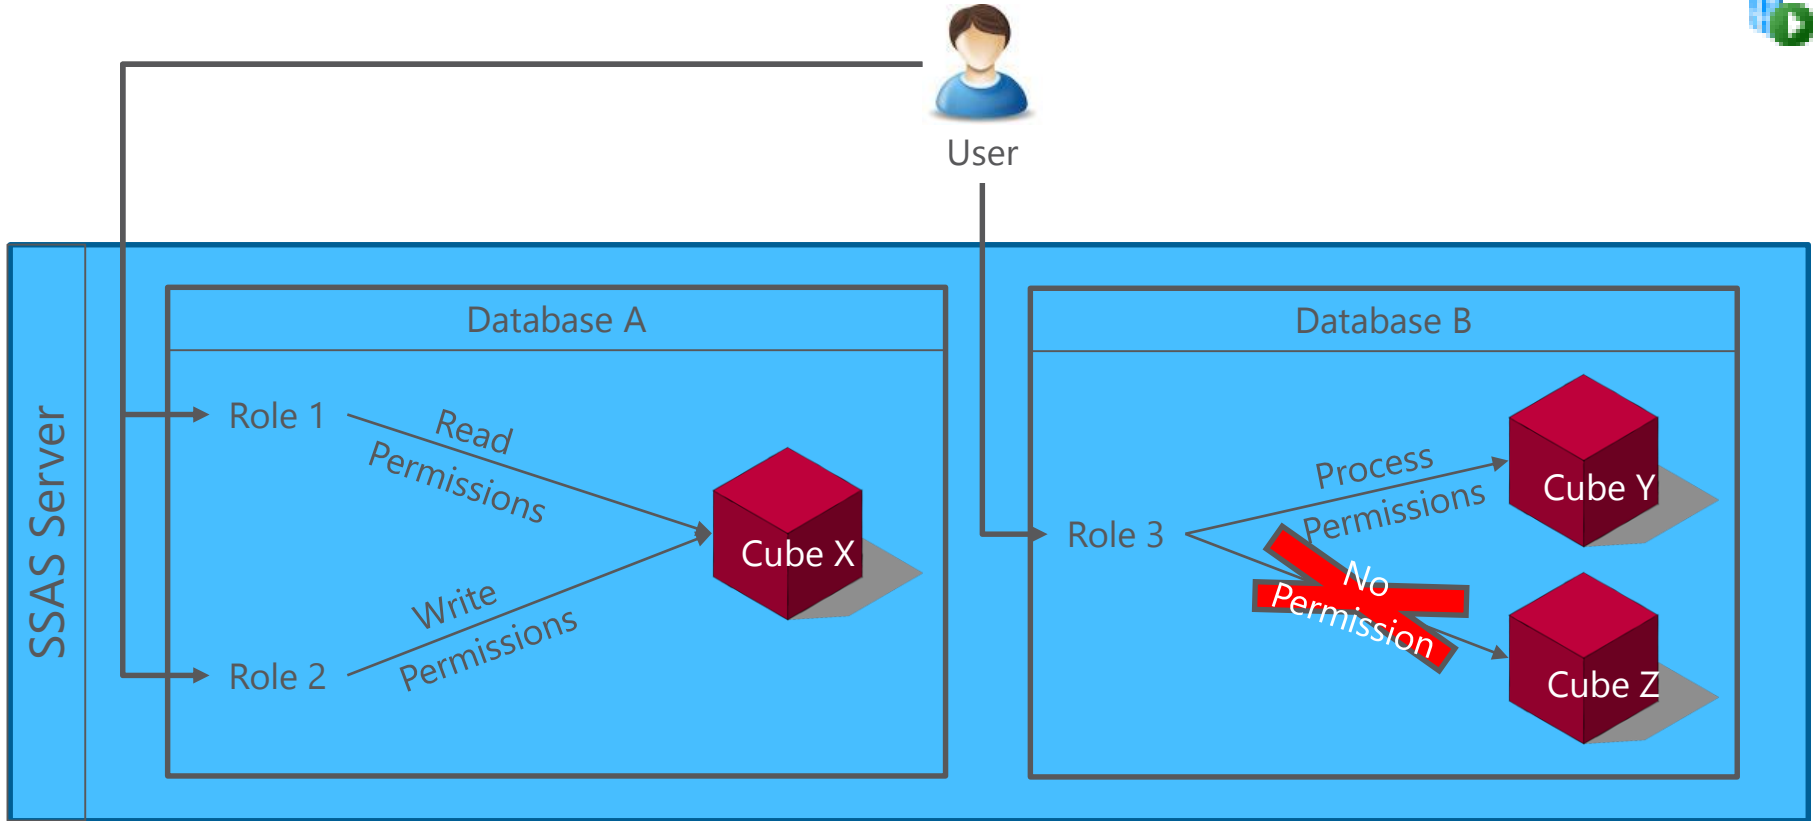 User
SSAS Server
Database A
Role 1
Read
Permissions
Cube X
Write
Permissions
Role 2
Database B
Role 3
Process
Permissions
Cube Y
No
Permission
Cube Z